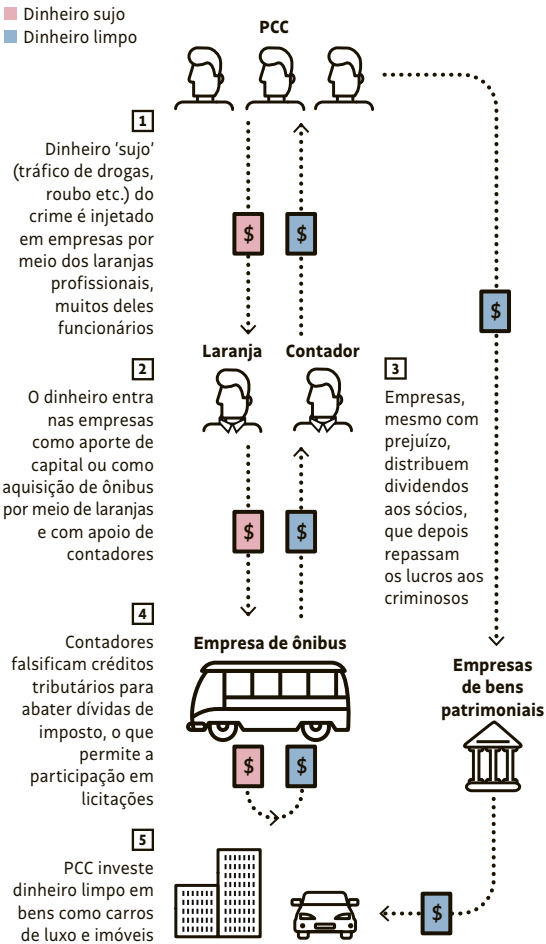 Dinheiro sujo
Dinheiro limpo
PCC
1
Dinheiro ‘sujo’
(tráfico de drogas,
roubo etc.) do
crime é injetado
em empresas por
meio dos laranjas
profissionais,
muitos deles
funcionários
$ $
$
Laranja Contador
2
O dinheiro entra
nas empresas
como aporte de
capital ou como
aquisição de ônibus
por meio de laranjas
e com apoio de
contadores
3
Empresas,
mesmo com
prejuízo,
distribuem
dividendos
aos sócios,
que depois
repassam
os lucros aos
criminosos
$ $
4
Contadores
falsificam créditos
tributários para
abater dívidas de
imposto, o que
permite a
participação em
licitações
Empresa de ônibus
$ $
Empresas
de bens
patrimoniais
5
PCC investe
dinheiro limpo em
bens como carros
de luxo e imóveis
$